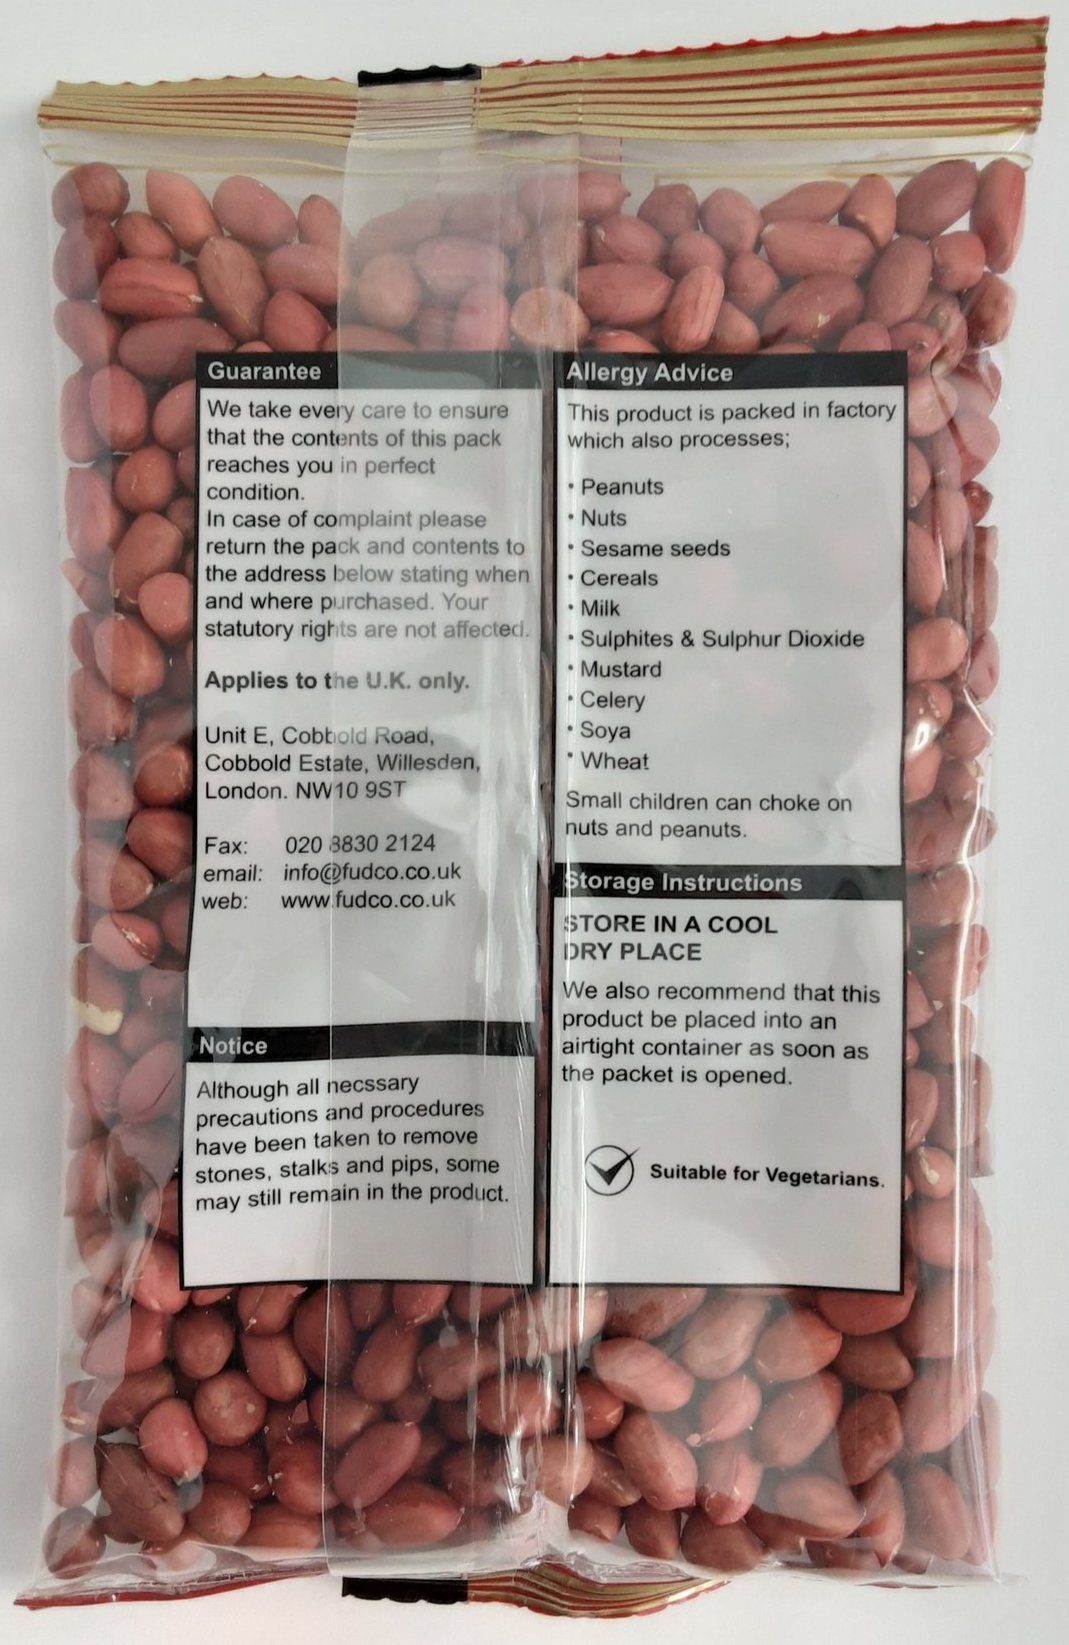 Guarantee
We take every care to ensure
that the contents of this pack
reaches you in perfect
condition.
In case of complaint please
return the pack and contents to
the address below stating when
and where purchased. Your
statutory rights are not affected.
Applies to the U.K. only.
Unit E, Cobbold Road,
Cobbold Estate, Willesden,
London. NW10 9ST
Fax: 020 8830 2124
email: info@fudco.co.uk
web: www.fudco.co.uk
Notice
Although all necssary
precautions and procedures
have been taken to remove
stones, stalks and pips, some
may still remain in the product.
Allergy Advice
This product is packed in factory
which also processes;
• Peanuts
• Nuts
• Sesame seeds
• Cereals
• Milk
• Sulphites & Sulphur Dioxide
• Mustard
• Celery
• Soya
• Wheat
Small children can choke on
nuts and peanuts.
Storage Instructions
STORE IN A COOL
DRY PLACE
We also recommend that this
product be placed into an
airtight container as soon as
the packet is opened.
Suitable for Vegetarians.